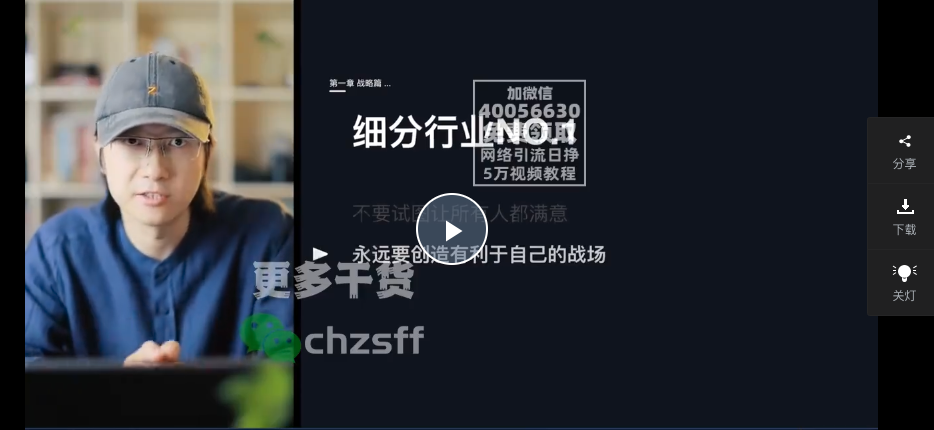 第一章 战略篇 ...
加微信
40056630
细分行业NO.1
网络引流日挣
5万视频教程
不要试图让所有人都满意
永远要创造有利于自己的战场
更多干货
chzsff
分享
下载
关灯